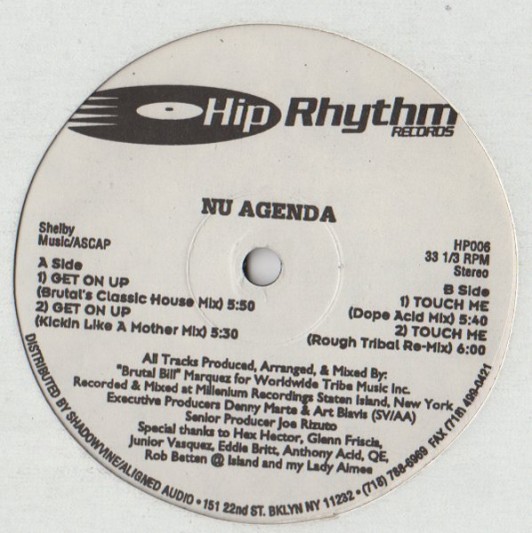 Hip Rhythm
RECORDS
NU AGENDA
Shelby
Music/ASCAP
HP006
33 1/3 RPM
Stereo
A Side
1) GET ON UP
(Brutal's Classic House Mix) 5:50
2) GET ON UP
(Kickin Like A Mother Mix) 5:30
B Side
1) TOUCH ME
(Dope Acid Mix) 5:40
2) TOUCH ME
(Rough Tribal Re-Mix) 6:00
All Tracks Produced, Arranged, & Mixed By:
"Brutal Bill" Marquez for Worldwide Tribe Music Inc.
Recorded & Mixed at Millenium Recordings Staten Island, New York
Executive Producers Denny Marte & Art Blavis (SV/AA)
Senior Producer Joe Rizuto
Special thanks to Hex Hector, Glenn Friscia,
Junior Vasquez, Eddie Britt, Anthony Acid, QE,
Rob Betten @ Island and my Lady Aimee
DISTRIBUTED BY SHADOWVINE/ALIGNED AUDIO • 151 22nd ST. BKLYN NY 11232 • (718) 788-6969 FAX (718) 499-0421